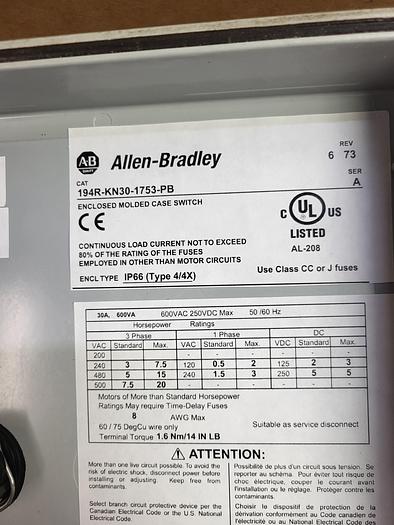 A-B
QUALITY
Allen-Bradley
REV
6 73
CAT
194R-KN30-1753-PB
SER
A
ENCLOSED MOLDED CASE SWITCH
CE
C UL US
LISTED
AL-208
CONTINUOUS LOAD CURRENT NOT TO EXCEED
80% OF THE RATING OF THE FUSES
EMPLOYED IN OTHER THAN MOTOR CIRCUITS
ENCL TYPE IP66 (Type 4/4X)
Use Class CC or J fuses
30A, 600VA 600VAC 250VDC Max 50 /60 Hz
Horsepower Ratings
3 Phase 1 Phase DC
VAC Standard Max. VAC Standard Max. VDC Standard Max.
200 - - - - - - - -
240 3 7.5 120 0.5 2 125 2 3
480 5 15 240 1.5 3 250 5 5
500 7.5 20 - - - - - -
Motors of More than Standard Horsepower
Ratings May require Time-Delay Fuses
8 AWG Max
60 / 75 DegCu wire only
Suitable as service disconnect
Terminal Torque 1.6 Nm/14 IN LB
ATTENTION:
More than one live circuit possible. To avoid the
risk of electric shock, disconnect power before
installing or adjusting. Keep free from
contaminants.
Select branch circuit protective device per the
Canadian Electrical Code or the U.S. National
Electrical Code.
Possibilité de plus d'un circuit sous tension. Se
reporter au schéma. Pour éviter tout risque de
choc électrique, couper le courant avant
l'installation ou le réglage. Protéger contre les
contaminants.
Choisir le dispositif de protection de la
dérivation conformément au Code canadien de
l'électricité ou au National Electrical Code des